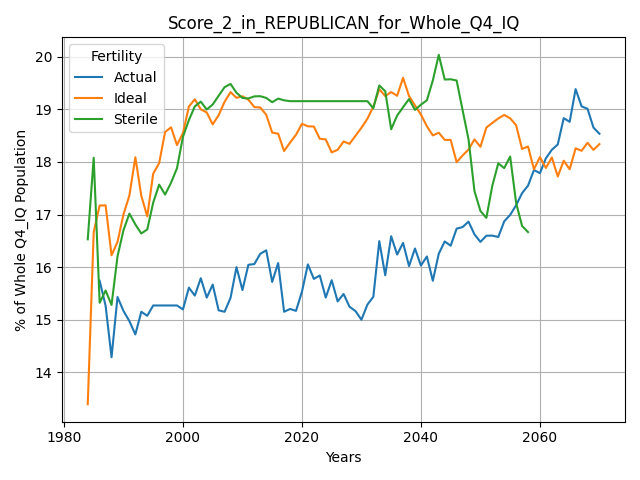 Score_2_in_REPUBLICAN_for_Whole_Q4_IQ
Fertility
Actual
Ideal
Sterile
% of Whole Q4_IQ Population
20
19
18
17
16
15
14
1980
2000
2020
2040
2060
Years